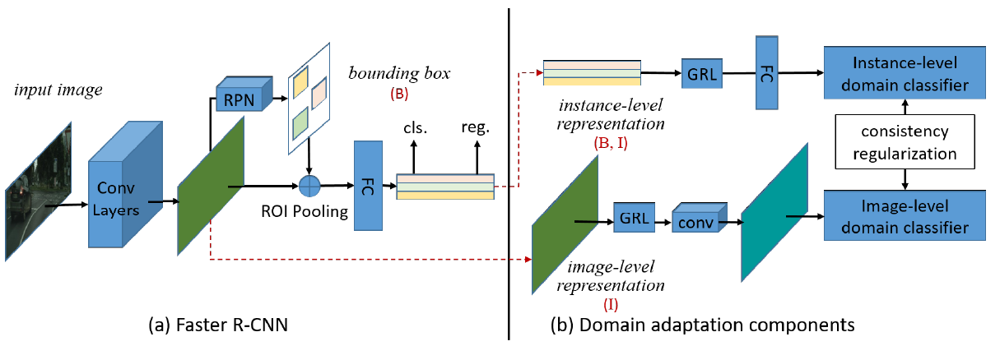 input image
Conv
Layers
RPN
bounding box
(B)
cls.
reg.
ROI Pooling
FC
(a) Faster R-CNN
instance-level
representation
(B, I)
GRL
FC
Instance-level
domain classifier
consistency
regularization
image-level
representation
(I)
GRL
conv
Image-level
domain classifier
(b) Domain adaptation components